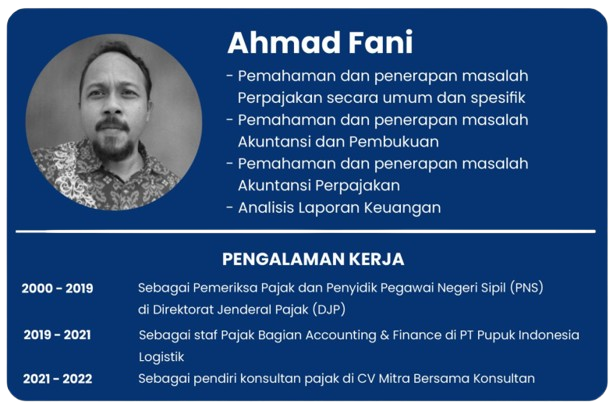 Ahmad Fani
- Pemahaman dan penerapan masalah
Perpajakan secara umum dan spesifik
- Pemahaman dan penerapan masalah
Akuntansi dan Pembukuan
- Pemahaman dan penerapan masalah
Akuntansi Perpajakan
- Analisis Laporan Keuangan
PENGALAMAN KERJA
2000 - 2019 Sebagai Pemeriksa Pajak dan Penyidik Pegawai Negeri Sipil (PNS)
di Direktorat Jenderal Pajak (DJP)
2019 - 2021 Sebagai staf Pajak Bagian Accounting & Finance di PT Pupuk Indonesia
Logistik
2021 - 2022 Sebagai pendiri konsultan pajak di CV Mitra Bersama Konsultan